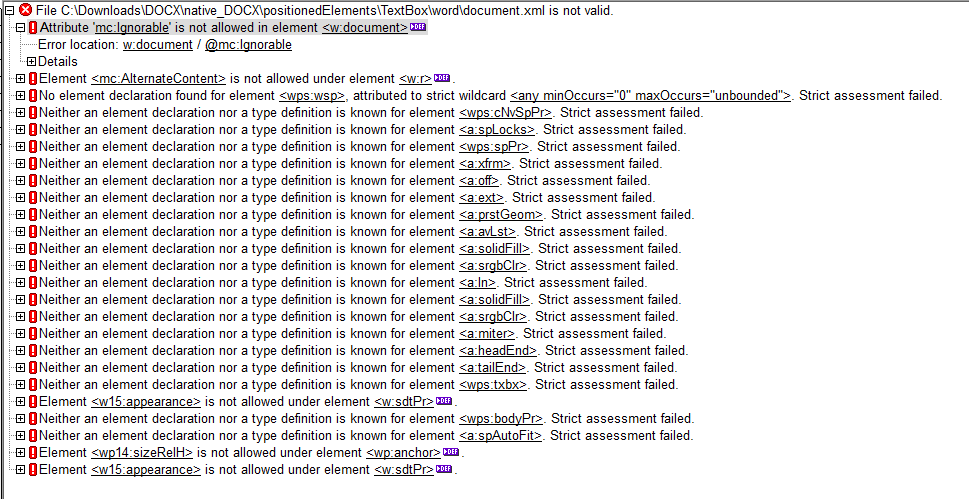 File C:\Downloads\DOCX\native_DOCX\positionedElements\TextBox\word\document.xml is not valid.
Attribute 'mc:Ignorable' is not allowed in element <w:document> DEF
Error location: w:document / @mc:Ignorable
Details
Element <mc:AlternateContent> is not allowed under element <w:r> DEF .
No element declaration found for element <wps:wsp>, attributed to strict wildcard <any minOccurs="0" maxOccurs="unbounded">. Strict assessment failed.
Neither an element declaration nor a type definition is known for element <wps:cNvSpPr>. Strict assessment failed.
Neither an element declaration nor a type definition is known for element <a:spLocks>. Strict assessment failed.
Neither an element declaration nor a type definition is known for element <wps:spPr>. Strict assessment failed.
Neither an element declaration nor a type definition is known for element <a:xfrm>. Strict assessment failed.
Neither an element declaration nor a type definition is known for element <a:off>. Strict assessment failed.
Neither an element declaration nor a type definition is known for element <a:ext>. Strict assessment failed.
Neither an element declaration nor a type definition is known for element <a:prstGeom>. Strict assessment failed.
Neither an element declaration nor a type definition is known for element <a:avLst>. Strict assessment failed.
Neither an element declaration nor a type definition is known for element <a:solidFill>. Strict assessment failed.
Neither an element declaration nor a type definition is known for element <a:srgbClr>. Strict assessment failed.
Neither an element declaration nor a type definition is known for element <a:ln>. Strict assessment failed.
Neither an element declaration nor a type definition is known for element <a:solidFill>. Strict assessment failed.
Neither an element declaration nor a type definition is known for element <a:srgbClr>. Strict assessment failed.
Neither an element declaration nor a type definition is known for element <a:miter>. Strict assessment failed.
Neither an element declaration nor a type definition is known for element <a:headEnd>. Strict assessment failed.
Neither an element declaration nor a type definition is known for element <a:tailEnd>. Strict assessment failed.
Neither an element declaration nor a type definition is known for element <wps:txbx>. Strict assessment failed.
Element <w15:appearance> is not allowed under element <w:sdtPr> DEF .
Neither an element declaration nor a type definition is known for element <wps:bodyPr>. Strict assessment failed.
Neither an element declaration nor a type definition is known for element <a:spAutoFit>. Strict assessment failed.
Element <wp14:sizeRelH> is not allowed under element <wp:anchor> DEF .
Element <w15:appearance> is not allowed under element <w:sdtPr> DEF .